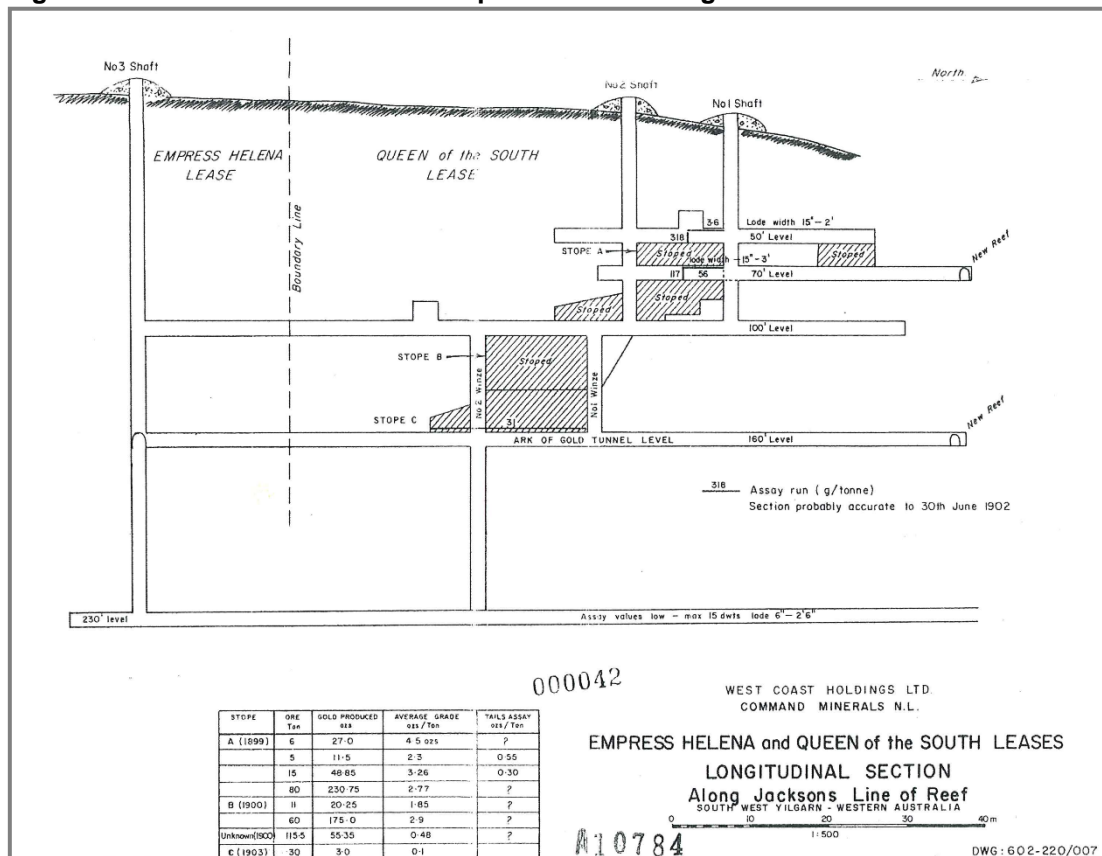 No3 Shaft
North
No2 Shaft
No1 Shaft
EMPRESS HELENA
LEASE
QUEEN of the SOUTH
LEASE
Boundary Line
3·6
Lode width 15"-2'
318
50' Level
STOPE A
Stoped
Stoped
lode width -15"-3'
New Reef
117
56
70' Level
Stoped
Stoped
100' Level
STOPE B
Stoped
No2 Winze
No1 Winze
STOPE C
3
New Reef
ARK OF GOLD TUNNEL LEVEL
160' Level
318 Assay run (g/tonne)
Section probably accurate to 30th June 1902
230' level
Assay values low - max 15 dwts lode 6"-2'6"
000042
WEST COAST HOLDINGS LTD.
COMMAND MINERALS N.L.
EMPRESS HELENA and QUEEN of the SOUTH LEASES
LONGITUDINAL SECTION
Along Jacksons Line of Reef
SOUTH WEST YILGARN - WESTERN AUSTRALIA
0 10 20 30 40m
1:500
A10784
DWG: 602-220/007
STOPE ORE Ton GOLD PRODUCED ozs AVERAGE GRADE ozs/Ton TAILS ASSAY ozs/Ton
A (1899) 6 27·0 4·5 ozs ?
5 11·5 2·3 0·55
15 48·85 3·26 0·30
80 230·75 2·77 ?
B (1900) 11 20·25 1·85 ?
60 175·0 2·9 ?
Unknown(1900) 115·5 55·35 0·48 ?
C (1903) 30 3·0 0·1